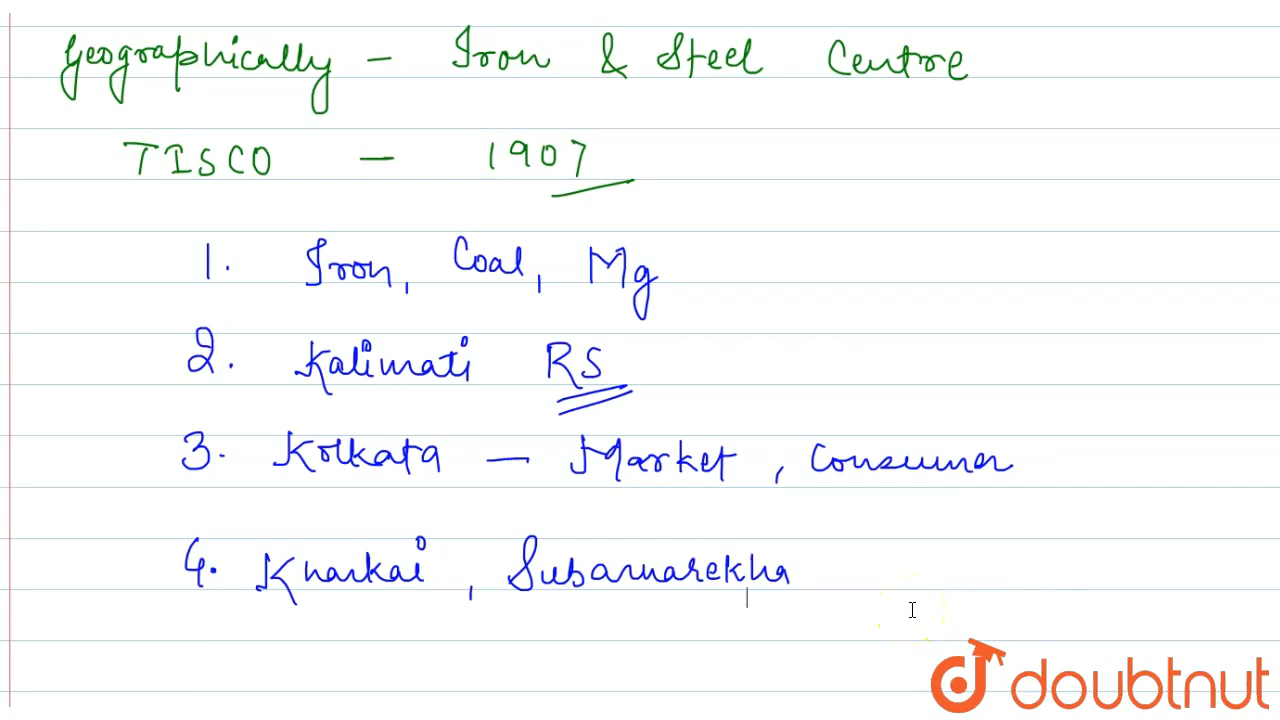 Geographically - Iron & Steel Centre
TISCO - 1907
1. Iron, Coal, Mg
2. Kalimati RS
3. Kolkata - Market, Consumer
4. Kharkai, Subarnarekha
doubtnut